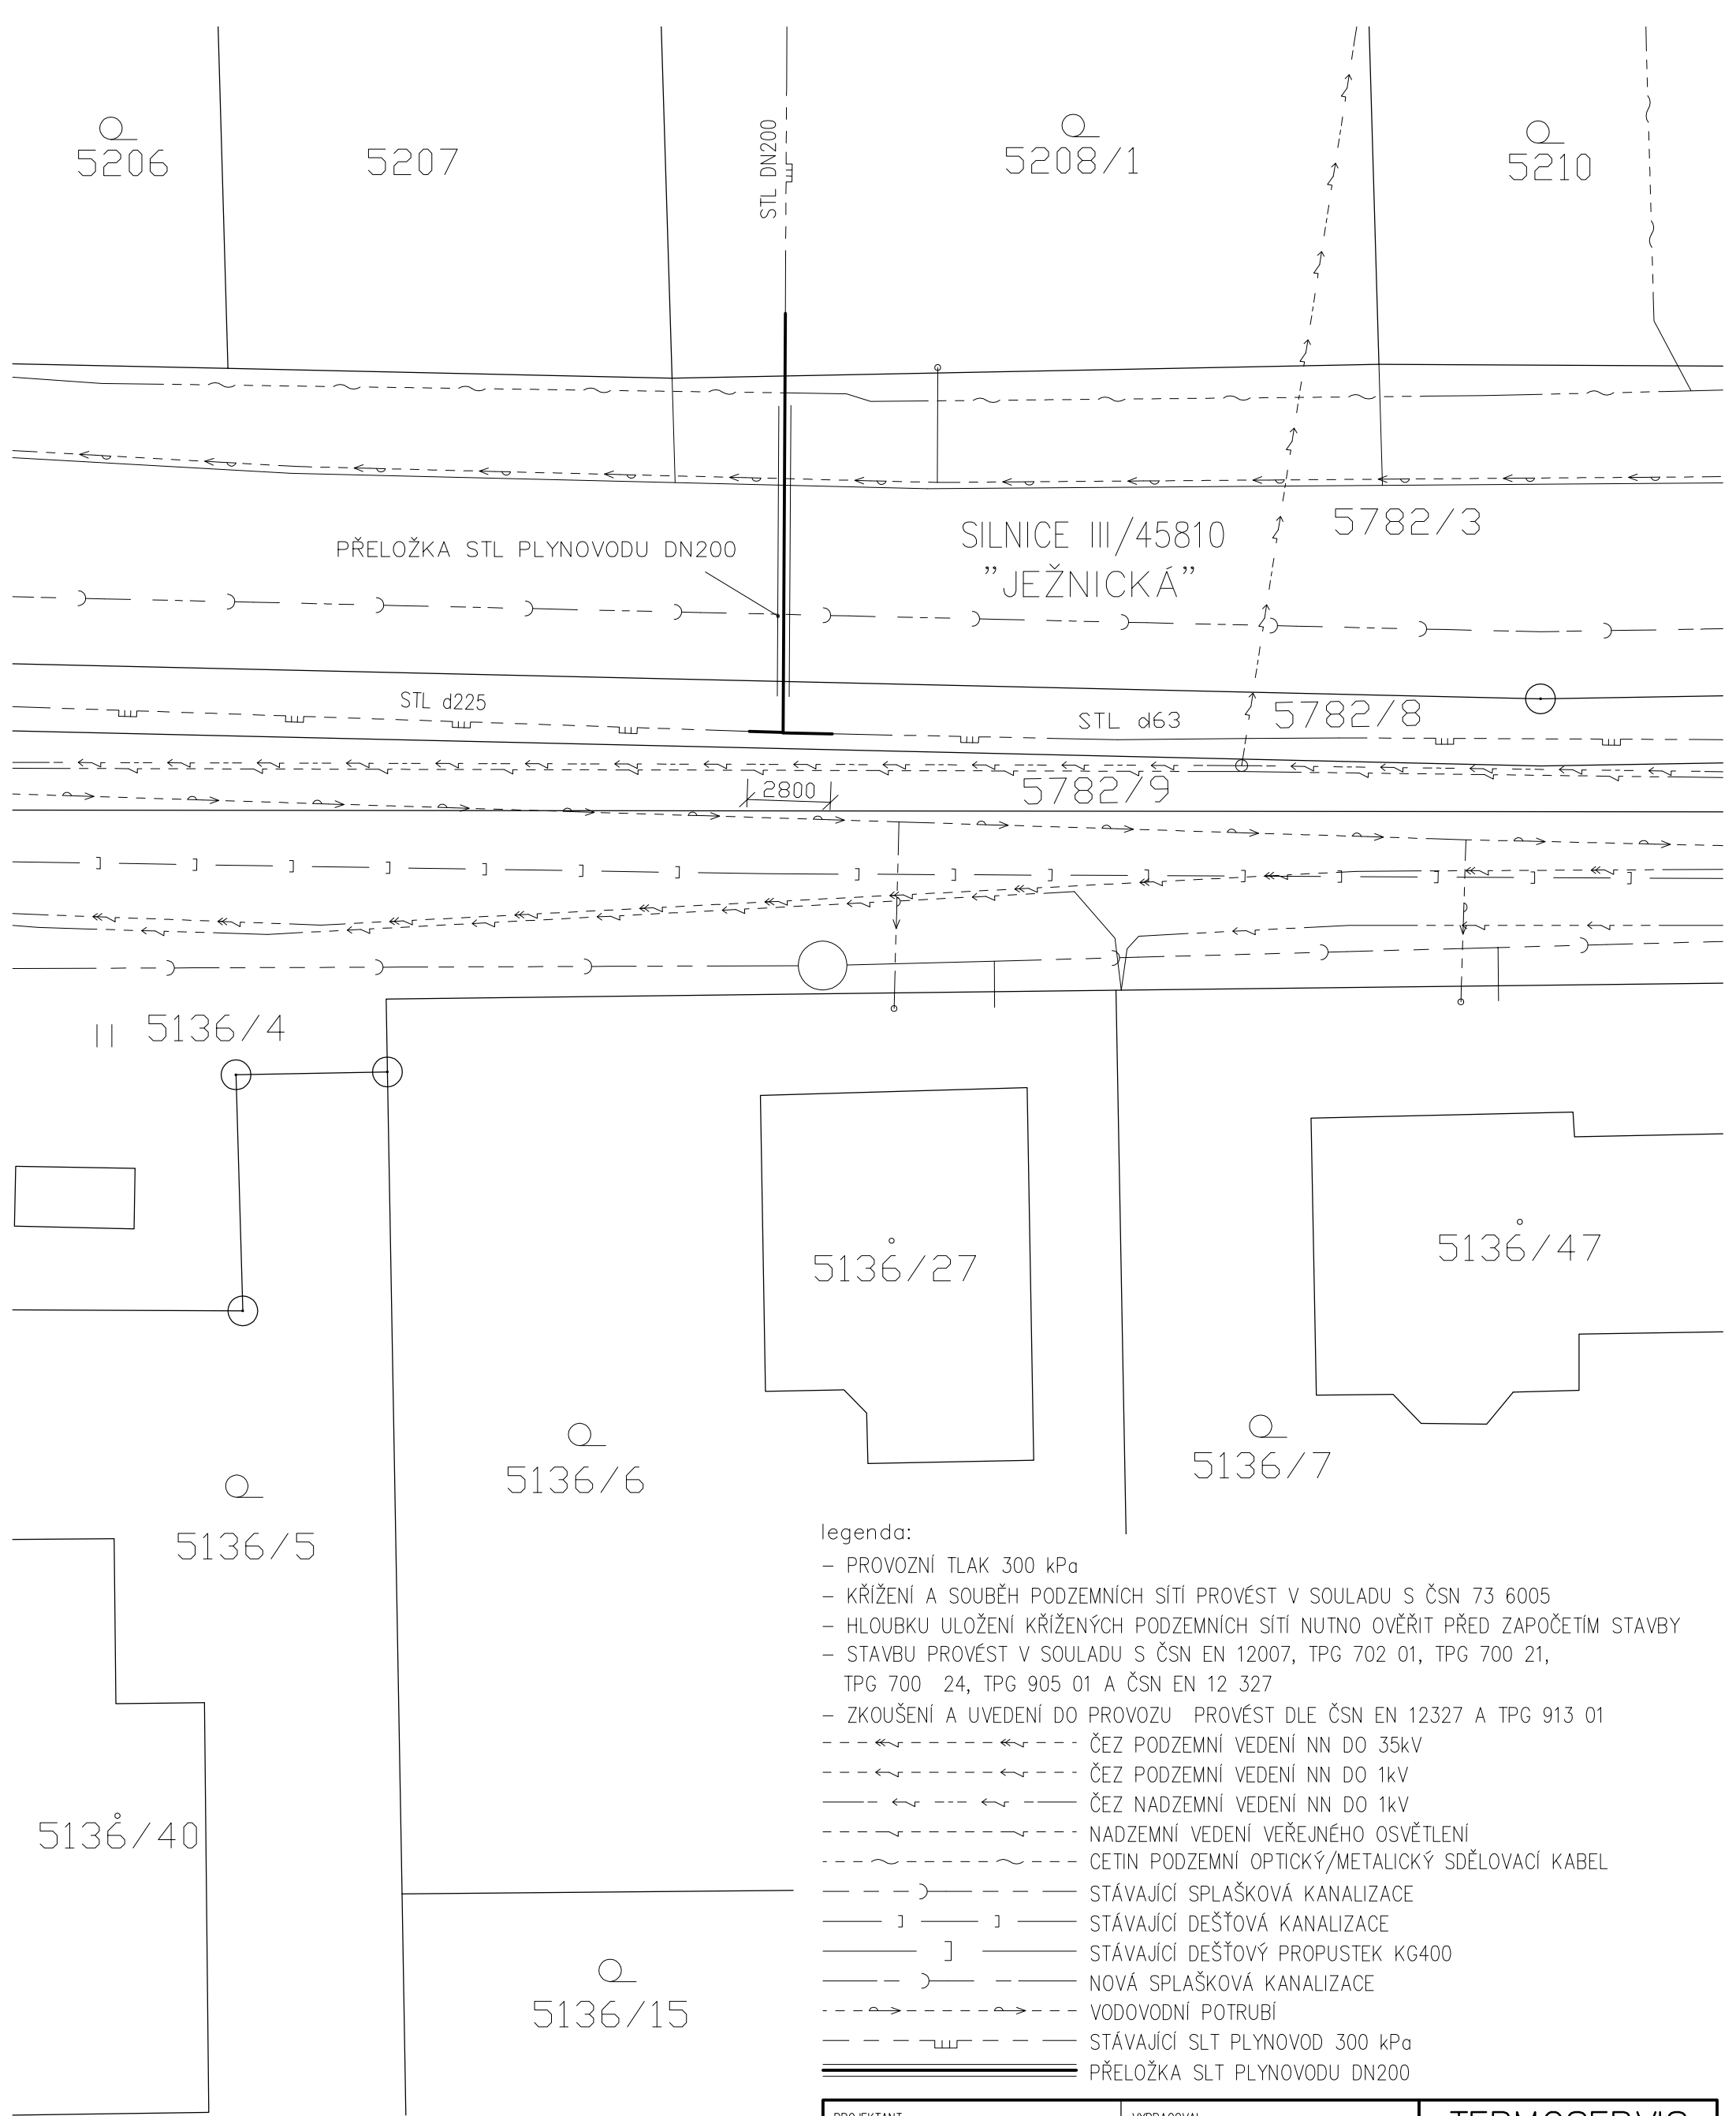 5206
5207
STL DN200
5208/1
5210
PŘELOŽKA STL PLYNOVODU DN200
SILNICE III/45810
"JEŽNICKÁ"
5782/3
STL d225
STL d63
5782/8
2800
5782/9
5136/4
5136/27
5136/47
5136/6
5136/7
5136/5
5136/40
5136/15
legenda:
– PROVOZNÍ TLAK 300 kPa
– KŘÍŽENÍ A SOUBĚH PODZEMNÍCH SÍTÍ PROVÉST V SOULADU S ČSN 73 6005
– HLOUBKU ULOŽENÍ KŘÍŽENÝCH PODZEMNÍCH SÍTÍ NUTNO OVĚŘIT PŘED ZAPOČETÍM STAVBY
– STAVBU PROVÉST V SOULADU S ČSN EN 12007, TPG 702 01, TPG 700 21,
TPG 700 24, TPG 905 01 A ČSN EN 12 327
– ZKOUŠENÍ A UVEDENÍ DO PROVOZU PROVÉST DLE ČSN EN 12327 A TPG 913 01
ČEZ PODZEMNÍ VEDENÍ NN DO 35kV
ČEZ PODZEMNÍ VEDENÍ NN DO 1kV
ČEZ NADZEMNÍ VEDENÍ NN DO 1kV
NADZEMNÍ VEDENÍ VEŘEJNÉHO OSVĚTLENÍ
CETIN PODZEMNÍ OPTICKÝ/METALICKÝ SDĚLOVACÍ KABEL
STÁVAJÍCÍ SPLAŠKOVÁ KANALIZACE
STÁVAJÍCÍ DEŠŤOVÁ KANALIZACE
STÁVAJÍCÍ DEŠŤOVÝ PROPUSTEK KG400
NOVÁ SPLAŠKOVÁ KANALIZACE
VODOVODNÍ POTRUBÍ
STÁVAJÍCÍ SLT PLYNOVOD 300 kPa
PŘELOŽKA SLT PLYNOVODU DN200